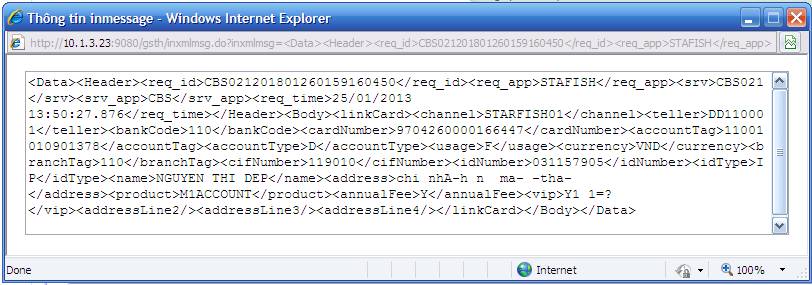 Thông tin inmessage - Windows Internet Explorer
http://10.1.3.23:9080/gsth/inxmlmsg.do?inxmlmsg=<Data><Header><req_id>CBS02120180126015916045​0</req_id><req_app>STAFISH</req_app>
<Data><Header><req_id>CBS021201801260159160450</req_id><req_app>STAFISH</req_app><srv>CBS021
</srv><srv_app>CBS</srv_app><req_time>25/01/2013
13:50:27.876</req_time></Header><Body><linkCard><channel>STARFISH01</channel><teller>DD11000
1</teller><bankCode>110</bankCode><cardNumber>9704260000166447</cardNumber><accountTag>11001
010901378</accountTag><accountType>D</accountType><usage>F</usage><currency>VND</currency><b
ranchTag>110</branchTag><cifNumber>119010</cifNumber><idNumber>031157905</idNumber><idType>I
P</idType><name>NGUYEN THI DEP</name><address>chi nhA-h n  ma- -tha-
</address><product>M1ACCOUNT</product><annualFee>Y</annualFee><vip>Y1 1=?
</vip><addressLine2/><addressLine3/><addressLine4/></linkCard></Body></Data>
Done
Internet
100%